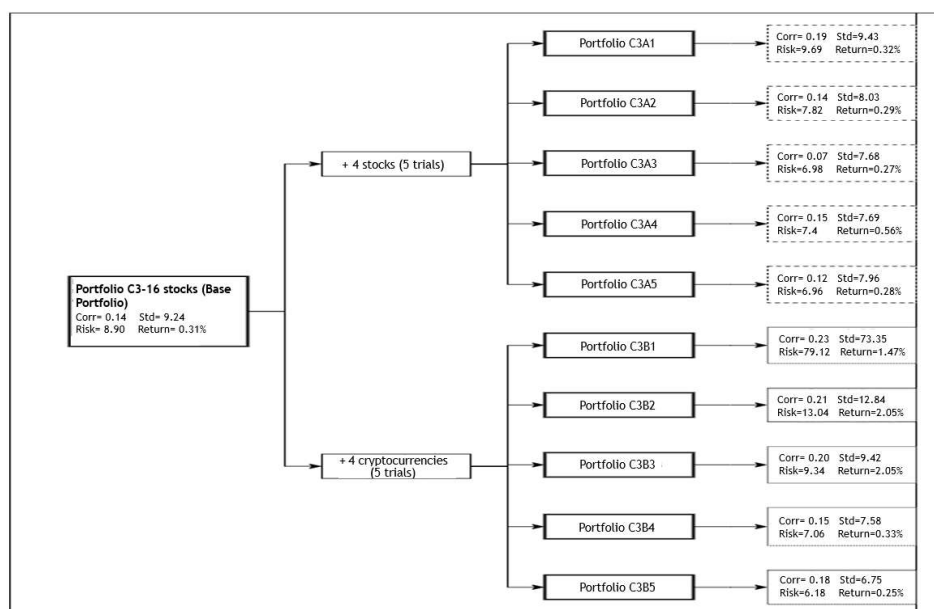 Portfolio C3-16 stocks (Base
Portfolio)
Corr= 0.14 Std= 9.24
Risk= 8.90 Return= 0.31%
+ 4 stocks (5 trials)
+ 4 cryptocurrencies
(5 trials)
Portfolio C3A1
Corr= 0.19 Std=9.43
Risk=9.69 Return=0.32%
Portfolio C3A2
Corr= 0.14 Std=8.03
Risk=7.82 Return=0.29%
Portfolio C3A3
Corr= 0.07 Std=7.68
Risk=6.98 Return=0.27%
Portfolio C3A4
Corr= 0.15 Std=7.69
Risk=7.4 Return=0.56%
Portfolio C3A5
Corr= 0.12 Std=7.96
Risk=6.96 Return=0.28%
Portfolio C3B1
Corr= 0.23 Std=73.35
Risk=79.12 Return=1.47%
Portfolio C3B2
Corr= 0.21 Std=12.84
Risk=13.04 Return=2.05%
Portfolio C3B3
Corr= 0.20 Std=9.42
Risk=9.34 Return=2.05%
Portfolio C3B4
Corr= 0.15 Std=7.58
Risk=7.06 Return=0.33%
Portfolio C3B5
Corr= 0.18 Std=6.75
Risk=6.18 Return=0.25%